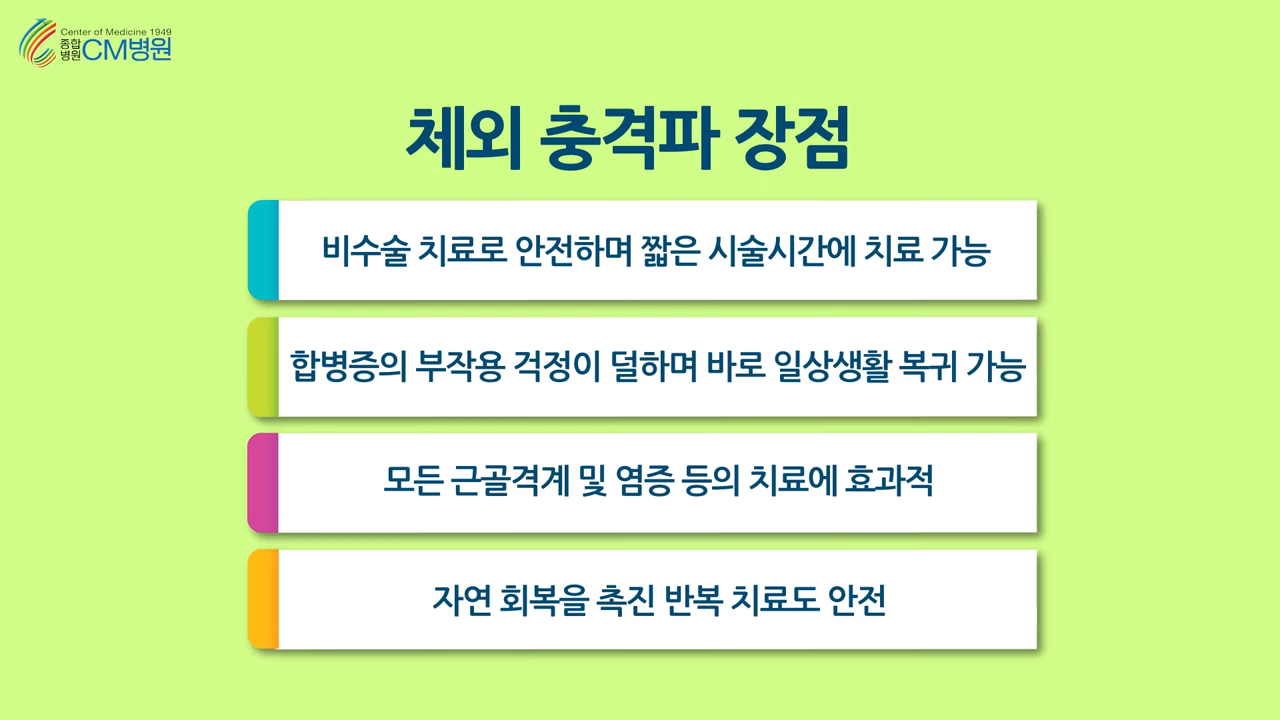 Center of Medicine 1949
종합병원 CM병원
체외 충격파 장점
비수술 치료로 안전하며 짧은 시술시간에 치료 가능
합병증의 부작용 걱정이 덜하며 바로 일상생활 복귀 가능
모든 근골격계 및 염증 등의 치료에 효과적
자연 회복을 촉진 반복 치료도 안전